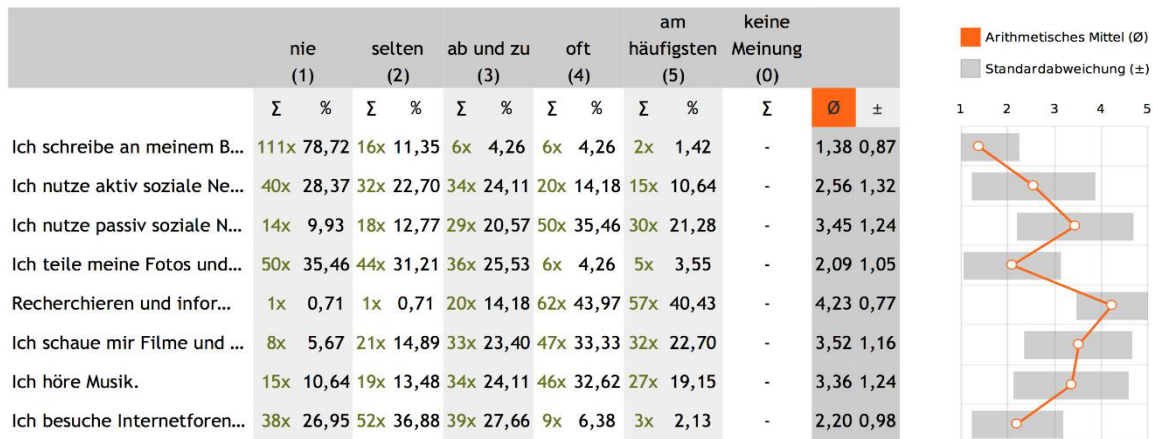 am keine
nie selten ab und zu oft häufigsten Meinung
(1) (2) (3) (4) (5) (0)
Σ % Σ % Σ % Σ % Σ % Σ Ø ±
Ich schreibe an meinem B... 111x 78,72 16x 11,35 6x 4,26 6x 4,26 2x 1,42 - 1,38 0,87
Ich nutze aktiv soziale Ne... 40x 28,37 32x 22,70 34x 24,11 20x 14,18 15x 10,64 - 2,56 1,32
Ich nutze passiv soziale N... 14x 9,93 18x 12,77 29x 20,57 50x 35,46 30x 21,28 - 3,45 1,24
Ich teile meine Fotos und... 50x 35,46 44x 31,21 36x 25,53 6x 4,26 5x 3,55 - 2,09 1,05
Recherchieren und infor... 1x 0,71 1x 0,71 20x 14,18 62x 43,97 57x 40,43 - 4,23 0,77
Ich schaue mir Filme und ... 8x 5,67 21x 14,89 33x 23,40 47x 33,33 32x 22,70 - 3,52 1,16
Ich höre Musik. 15x 10,64 19x 13,48 34x 24,11 46x 32,62 27x 19,15 - 3,36 1,24
Ich besuche Internetforen... 38x 26,95 52x 36,88 39x 27,66 9x 6,38 3x 2,13 - 2,20 0,98
Arithmetisches Mittel (Ø)
Standardabweichung (±)
1 2 3 4 5